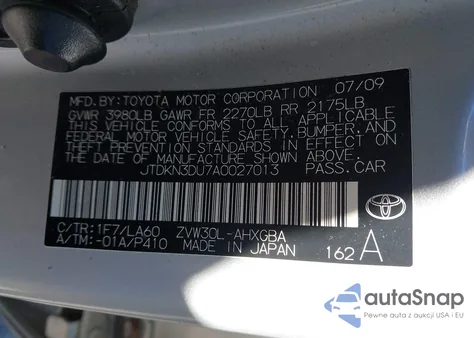 MFD. BY: TOYOTA MOTOR CORPORATION 07/09
GVWR 3980LB GAWR FR 2270LB RR 2175LB
THIS VEHICLE CONFORMS TO ALL APPLICABLE
FEDERAL MOTOR VEHICLE SAFETY, BUMPER, AND
THEFT PREVENTION STANDARDS IN EFFECT ON
THE DATE OF MANUFACTURE SHOWN ABOVE.
JTDKN3DU7A0027013 PASS.CAR
C/TR: 1F7/LA60 ZVW30L-AHXGBA
A/TM: -01A/P410 MADE IN JAPAN 162 A
autaSnap
Pewne auta z USA i EU